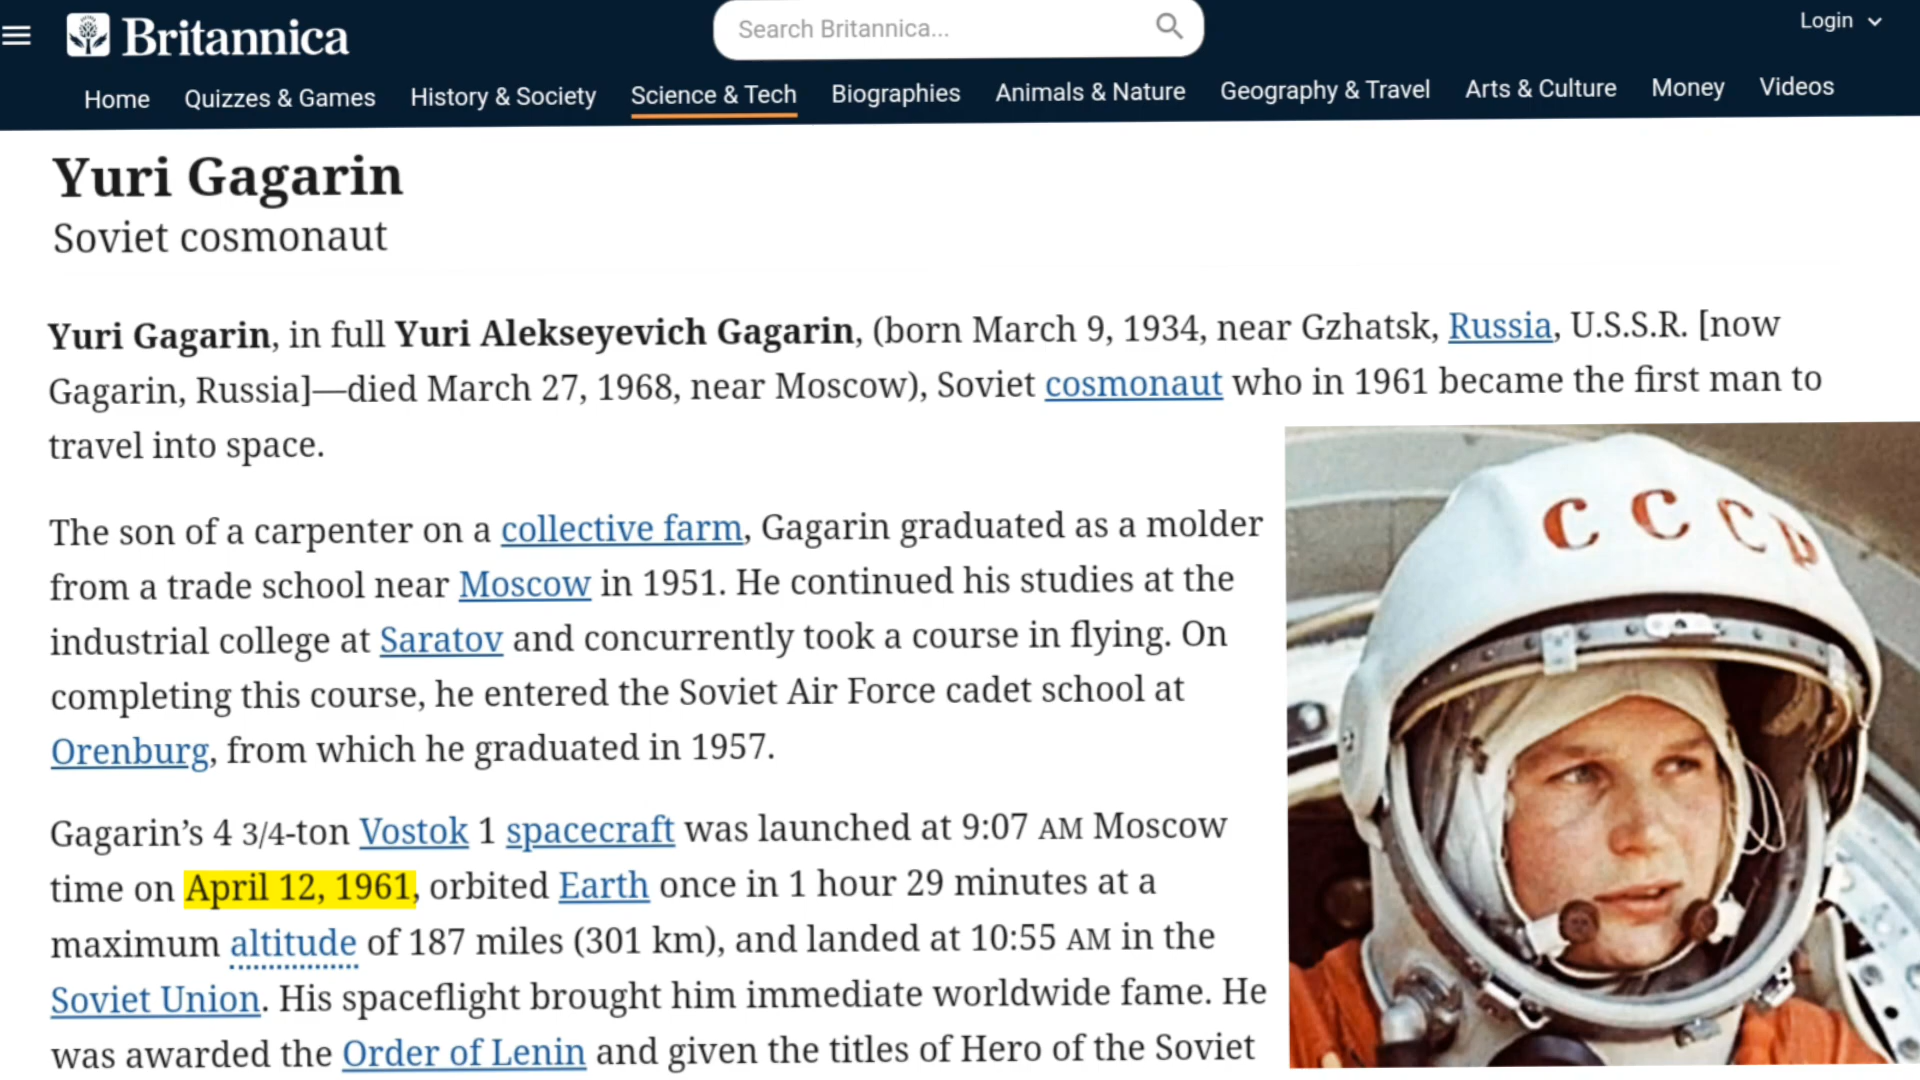 Britannica
Search Britannica...
Login
Home Quizzes & Games History & Society Science & Tech Biographies Animals & Nature Geography & Travel Arts & Culture Money Videos
Yuri Gagarin
Soviet cosmonaut
Yuri Gagarin, in full Yuri Alekseyevich Gagarin, (born March 9, 1934, near Gzhatsk, Russia, U.S.S.R. [now
Gagarin, Russia]—died March 27, 1968, near Moscow), Soviet cosmonaut who in 1961 became the first man to
travel into space.
The son of a carpenter on a collective farm, Gagarin graduated as a molder
from a trade school near Moscow in 1951. He continued his studies at the
industrial college at Saratov and concurrently took a course in flying. On
completing this course, he entered the Soviet Air Force cadet school at
Orenburg, from which he graduated in 1957.
Gagarin’s 4 3/4-ton Vostok 1 spacecraft was launched at 9:07 AM Moscow
time on April 12, 1961, orbited Earth once in 1 hour 29 minutes at a
maximum altitude of 187 miles (301 km), and landed at 10:55 AM in the
Soviet Union. His spaceflight brought him immediate worldwide fame. He
was awarded the Order of Lenin and given the titles of Hero of the Soviet
СССР